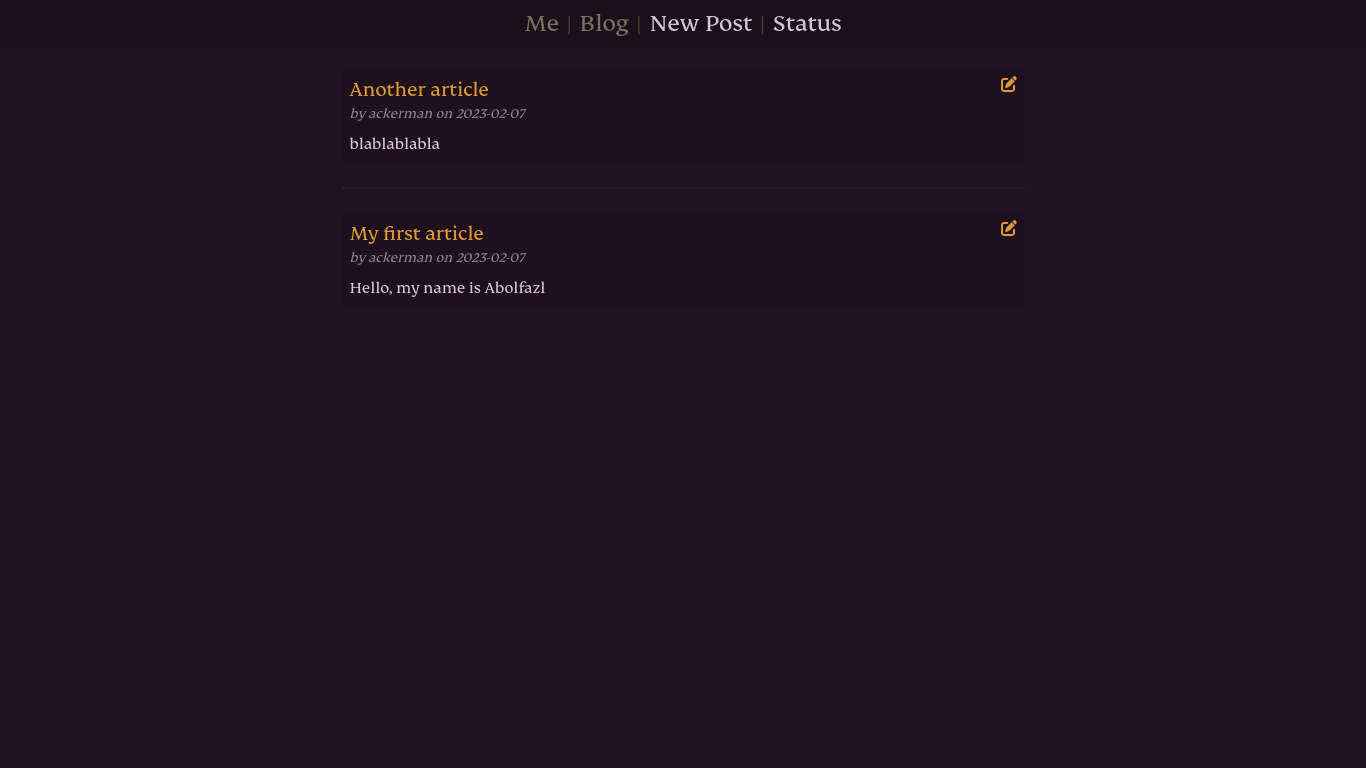 Me | Blog | New Post | Status
Another article
by ackerman on 2023-02-07
blablablabla
My first article
by ackerman on 2023-02-07
Hello, my name is Abolfazl